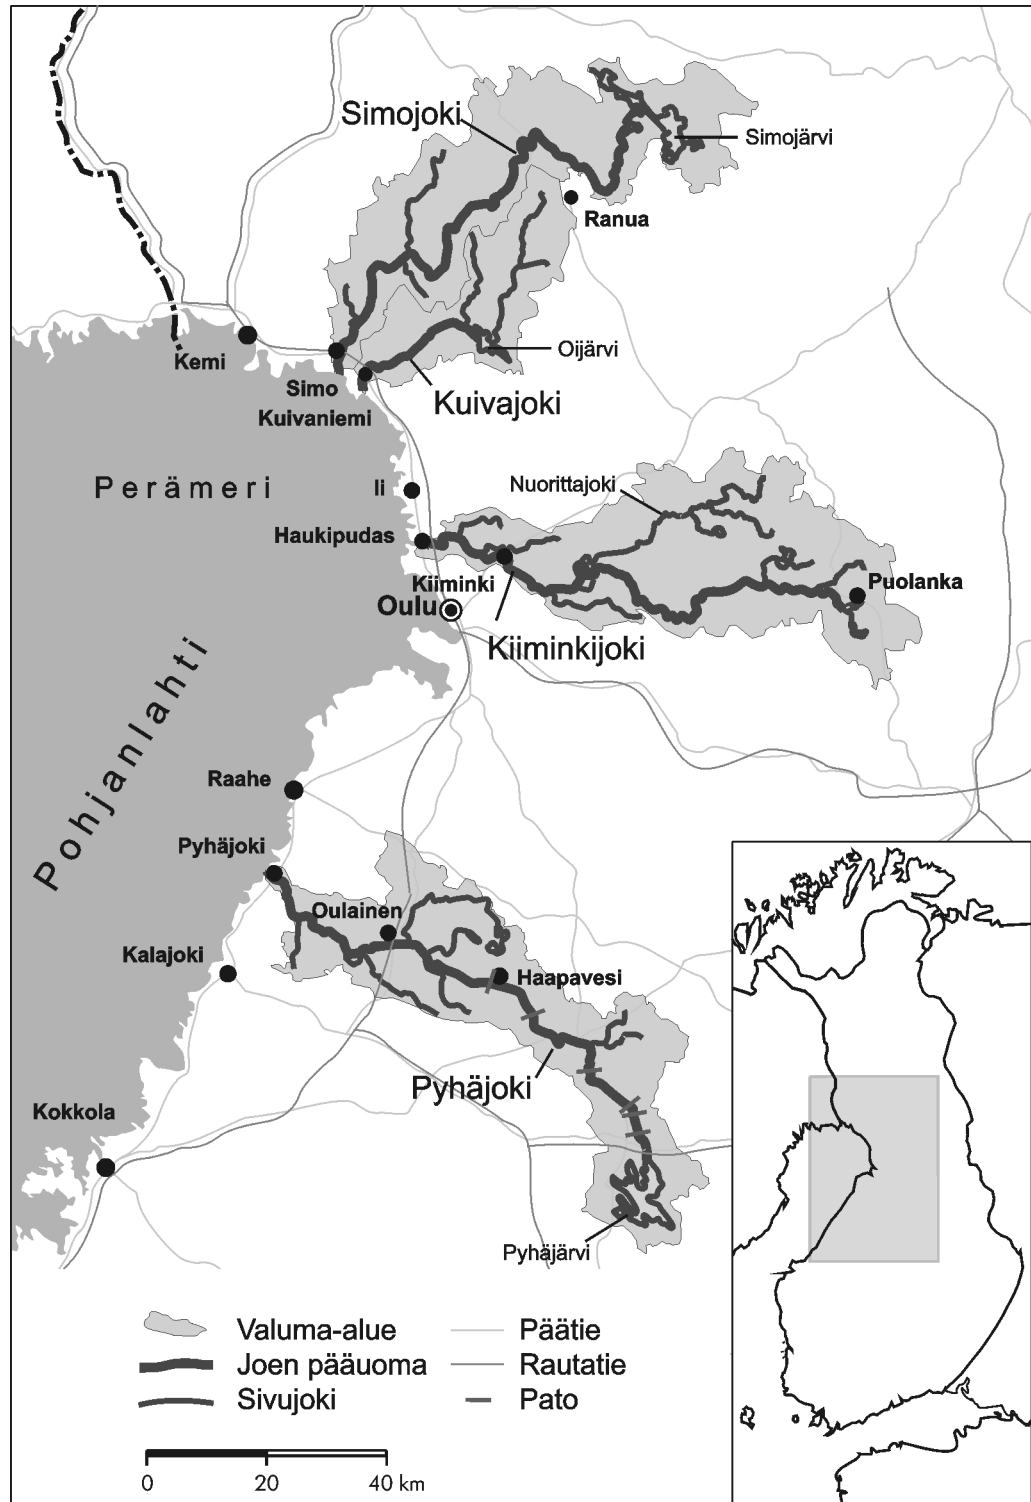 Simojoki
Simojärvi
Ranua
Kemi
Oijärvi
Simo
Kuivajoki
Kuivaniemi
Perämeri
Ii
Nuorittajoki
Haukipudas
Kiiminki
Puolanka
Oulu
Kiiminkijoki
Pohjanlahti
Raahe
Pyhäjoki
Oulainen
Kalajoki
Haapavesi
Pyhäjoki
Kokkola
Pyhäjärvi
Valuma-alue
Päätie
Joen pääuoma
Rautatie
Sivujoki
Pato
0 20 40 km